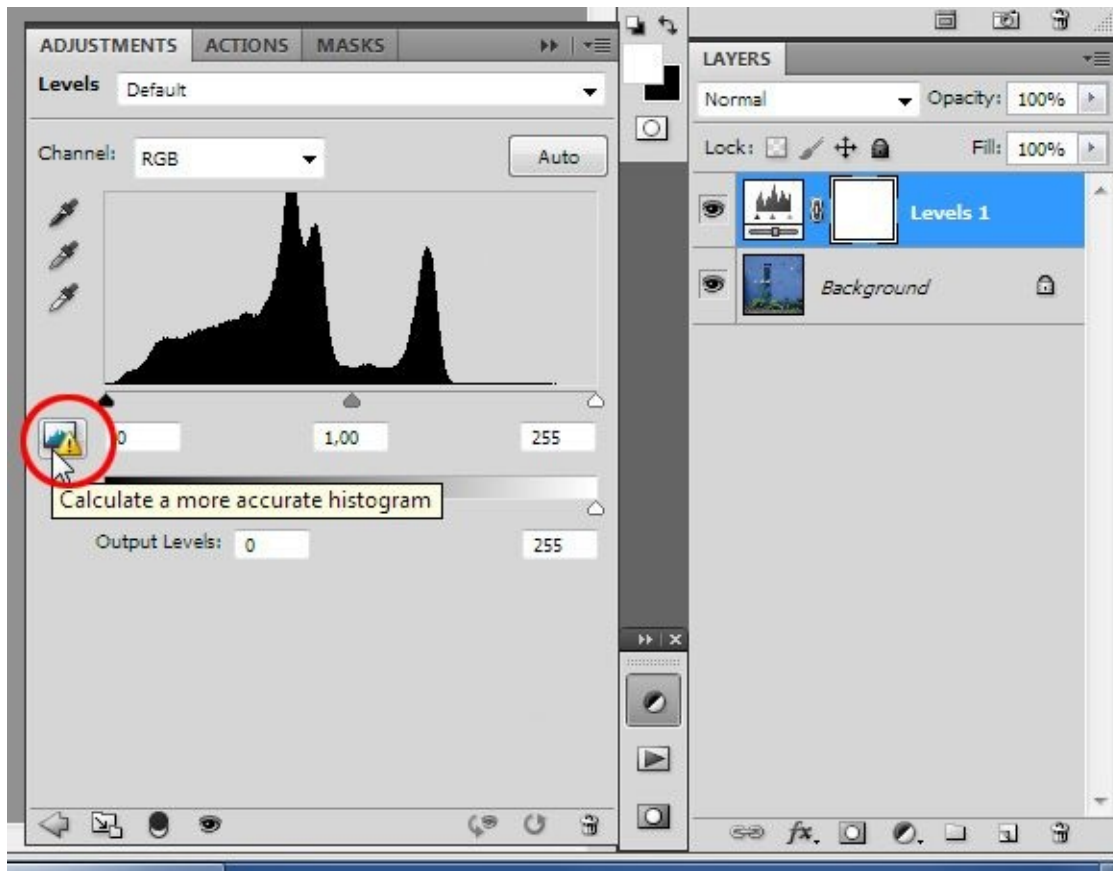 ADJUSTMENTS ACTIONS MASKS
Levels Default
Channel: RGB Auto
0 1,00 255
Calculate a more accurate histogram
Output Levels: 0 255
LAYERS
Normal Opacity: 100%
Lock: Fill: 100%
Levels 1
Background
fx.